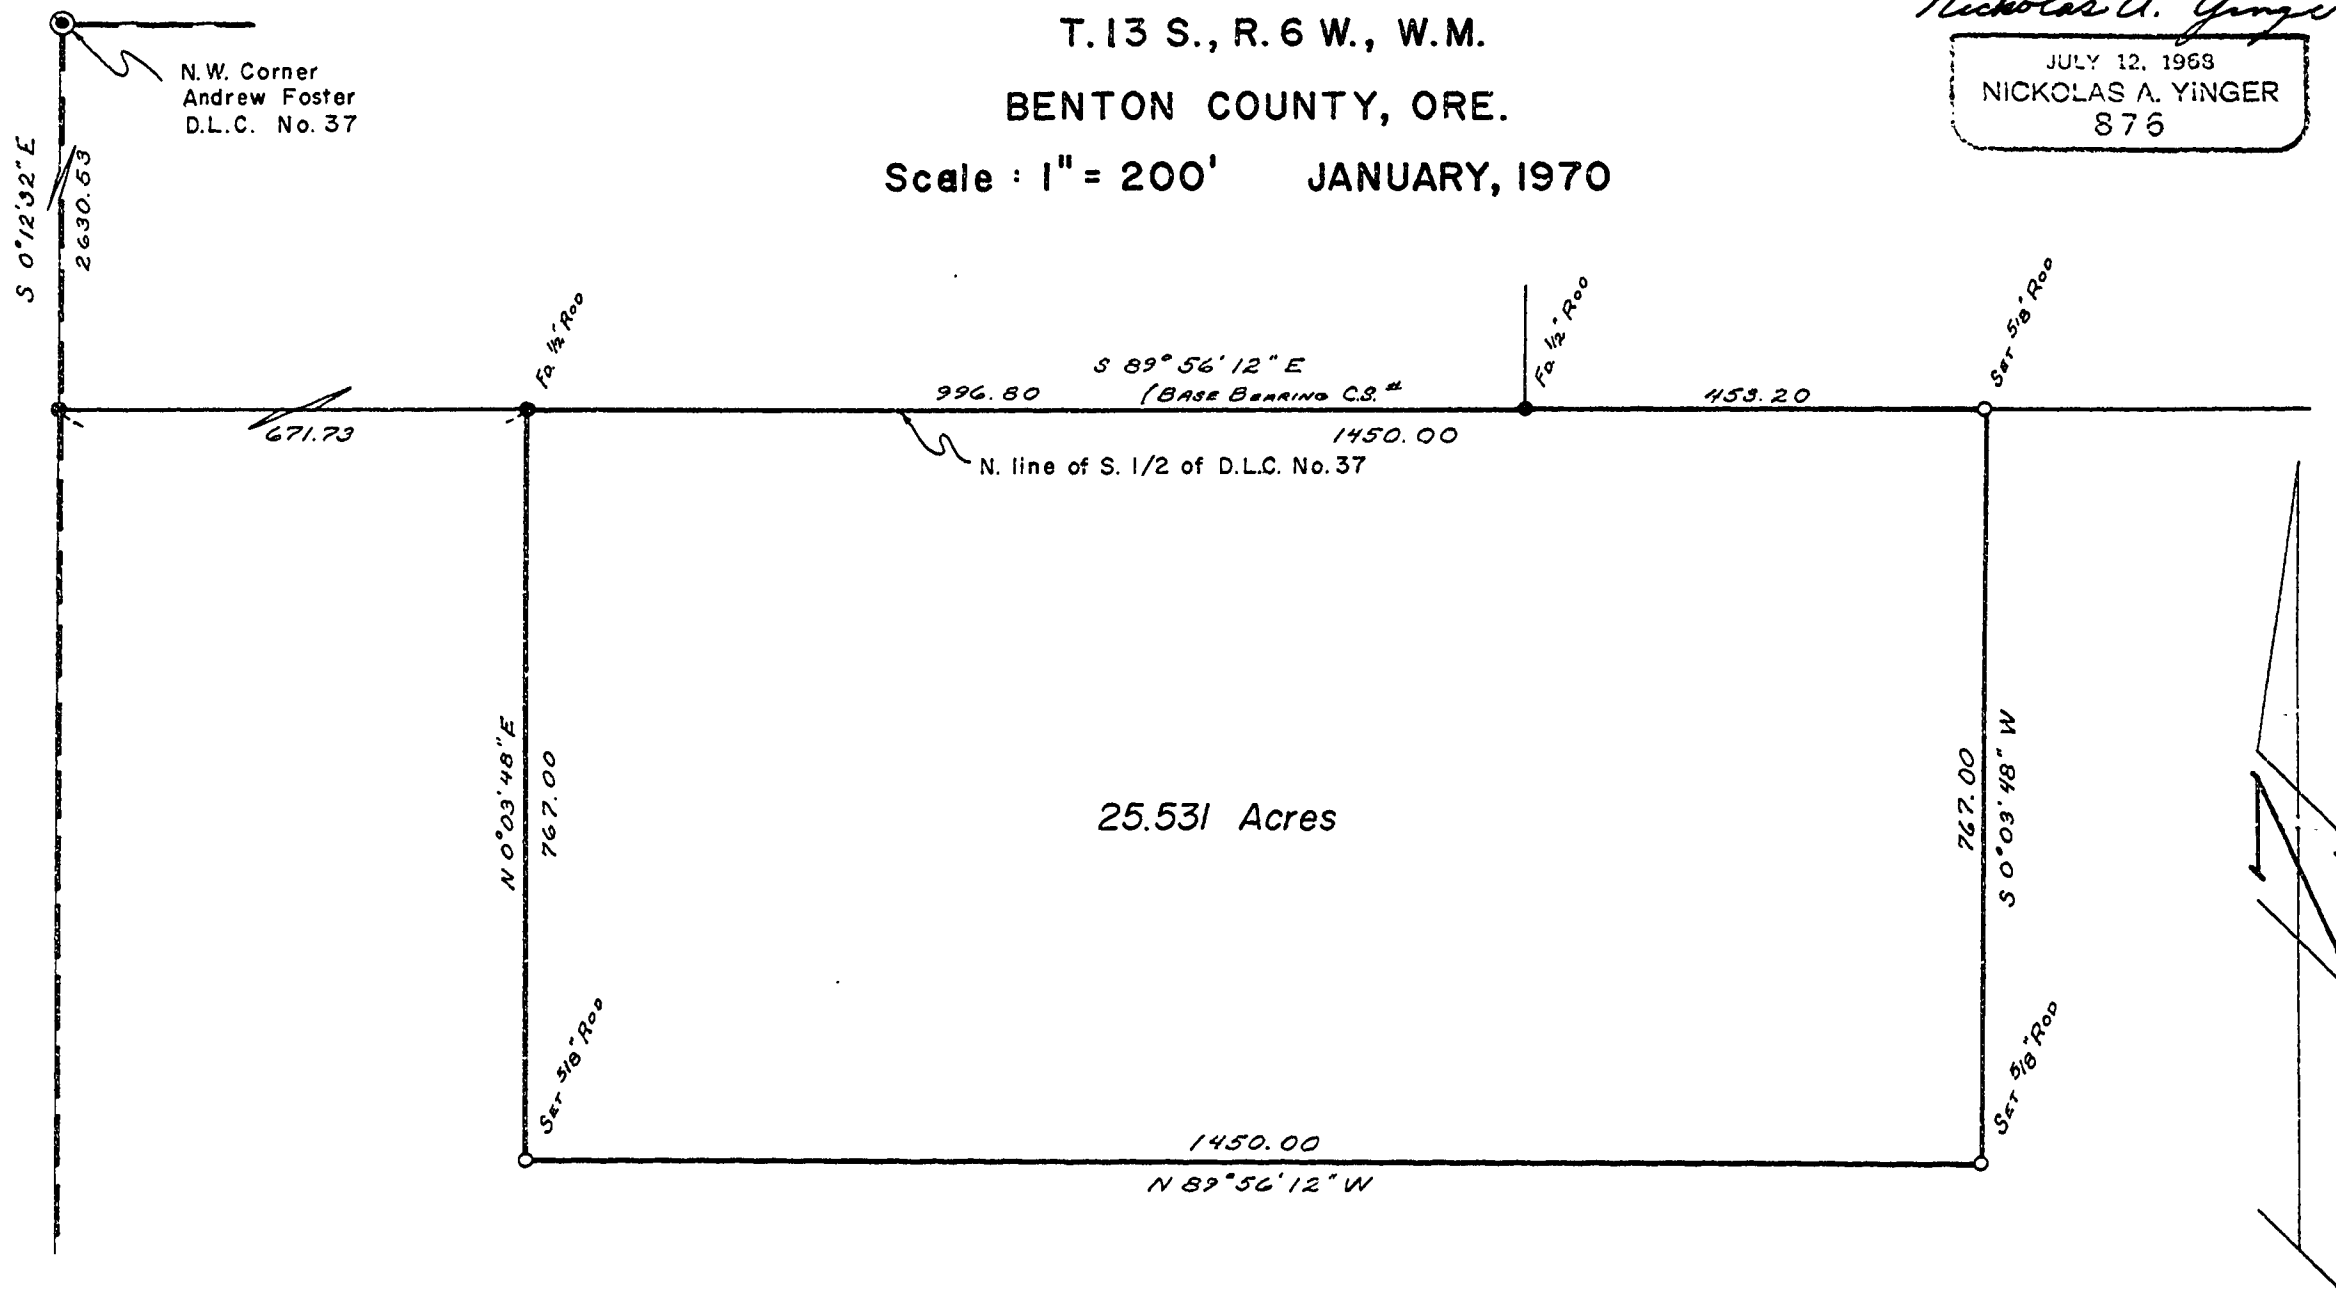 Nickolas A. Yinge
T. 13 S., R. 6 W., W.M.
BENTON COUNTY, ORE.
Scale : 1" = 200' JANUARY, 1970
JULY 12, 1968
NICKOLAS A. YINGER
876
N.W. Corner
Andrew Foster
D.L.C. No. 37
S 0°12'32" E
2630.53
Fd. 1/2" Rod
Fd. 1/2" Rod
Set 5/8" Rod
S 89° 56' 12" E
996.80
(BASE BEARING C.S.#
453.20
671.73
1450.00
N. line of S. 1/2 of D.L.C. No. 37
N 0°03'48" E
767.00
25.531 Acres
767.00
S 0°03'48" W
N
Set 5/8" Rod
Set 5/8" Rod
1450.00
N 89°56'12" W